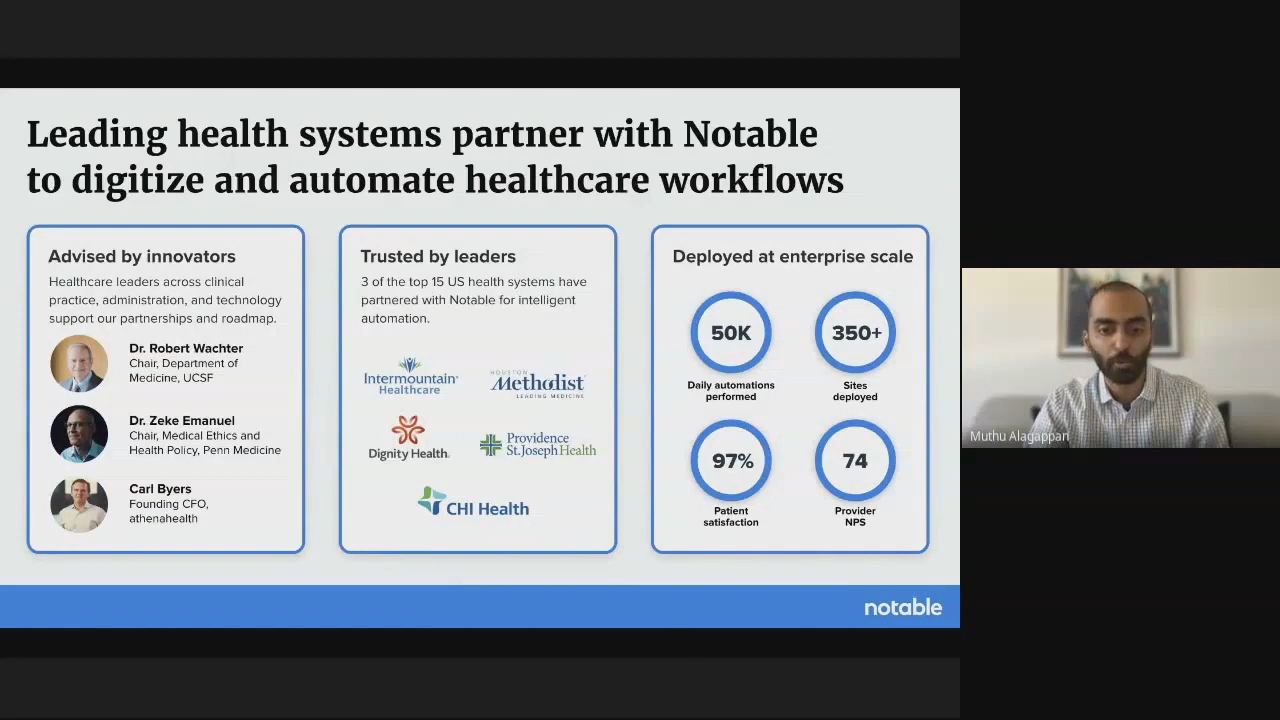 Leading health systems partner with Notable
to digitize and automate healthcare workflows
Advised by innovators
Healthcare leaders across clinical
practice, administration, and technology
support our partnerships and roadmap.
Dr. Robert Wachter
Chair, Department of
Medicine, UCSF
Dr. Zeke Emanuel
Chair, Medical Ethics and
Health Policy, Penn Medicine
Carl Byers
Founding CFO,
athenahealth
Trusted by leaders
3 of the top 15 US health systems have
partnered with Notable for intelligent
automation.
Intermountain
Healthcare
HOUSTON
Methodist
LEADING MEDICINE
Dignity Health.
Providence
St.Joseph Health
CHI Health
Deployed at enterprise scale
50K
Daily automations
performed
350+
Sites
deployed
97%
Patient
satisfaction
74
Provider
NPS
notable
Muthu Alagappan